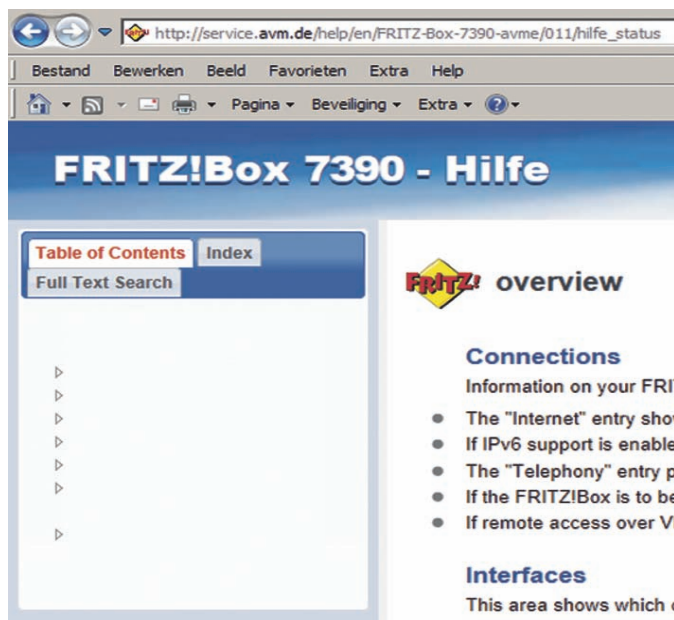 http://service.avm.de/help/en/FRITZ-Box-7390-avme/011/hilfe_status
Bestand Bewerken Beeld Favorieten Extra Help
Pagina Beveiliging Extra
FRITZ!Box 7390 - Hilfe
Table of Contents Index
Full Text Search
FRITZ! overview
Connections
Information on your FRI
The "Internet" entry sho
If IPv6 support is enable
The "Telephony" entry p
If the FRITZ!Box is to be
If remote access over V
Interfaces
This area shows which